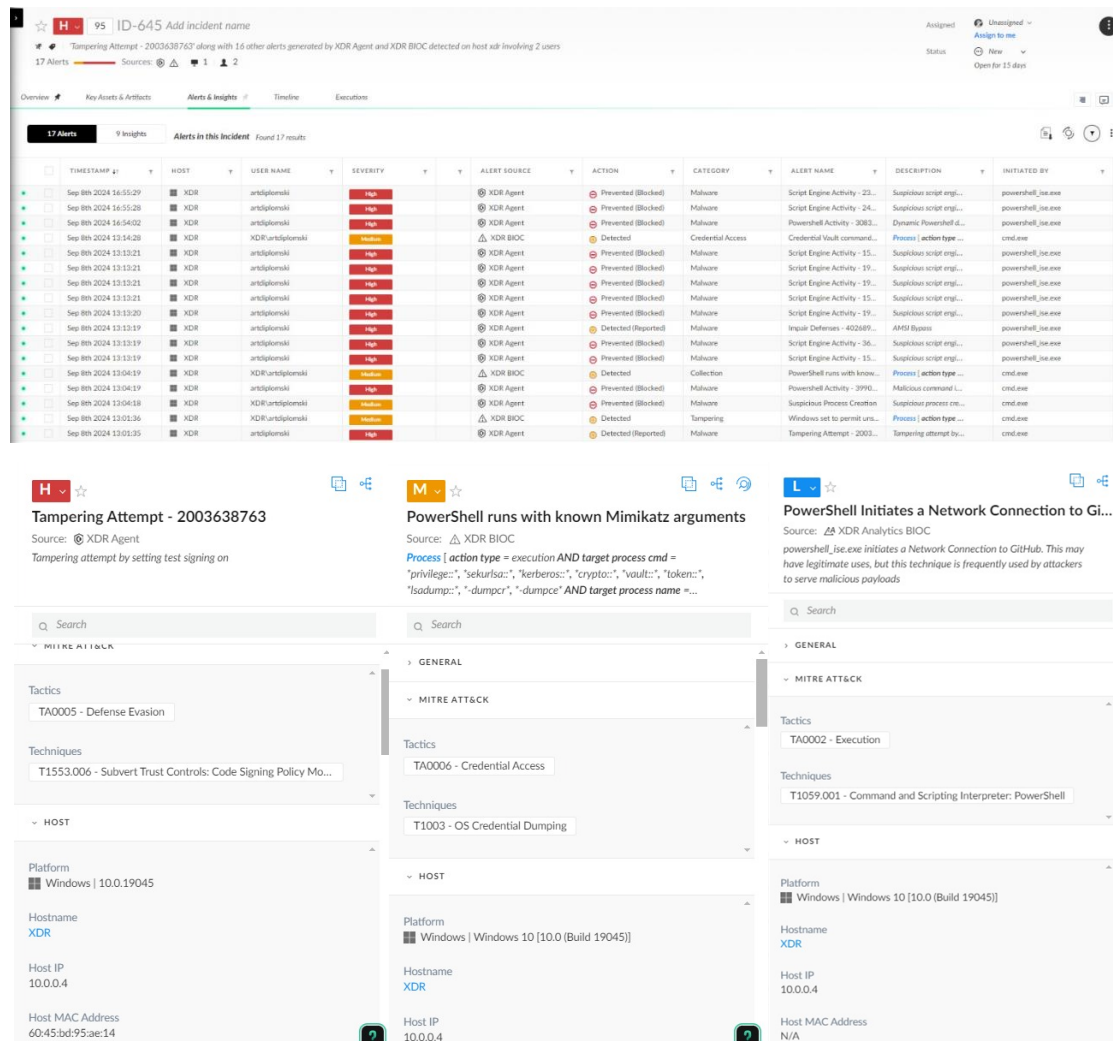 H 95 ID-645 Add incident name
'Tampering Attempt - 2003638763' along with 16 other alerts generated by XDR Agent and XDR BIOC detected on host xdr involving 2 users
17 Alerts Sources: 1 2
Assigned Unassigned
Assign to me
Status New
Open for 15 days
Overview Key Assets & Artifacts Alerts & Insights Timeline Executions
17 Alerts 9 Insights Alerts in this Incident Found 17 results
TIMESTAMP HOST USER NAME SEVERITY ALERT SOURCE ACTION CATEGORY ALERT NAME DESCRIPTION INITIATED BY
Sep 8th 2024 16:55:29 XDR artdiplomski High XDR Agent Prevented (Blocked) Malware Script Engine Activity - 23... Suspicious script engi... powershell_ise.exe
Sep 8th 2024 16:55:28 XDR artdiplomski High XDR Agent Prevented (Blocked) Malware Script Engine Activity - 24... Suspicious script engi... powershell_ise.exe
Sep 8th 2024 16:54:02 XDR artdiplomski High XDR Agent Prevented (Blocked) Malware Powershell Activity - 3083... Dynamic Powershell d... powershell_ise.exe
Sep 8th 2024 13:14:28 XDR XDR\artdiplomski Medium XDR BIOC Detected Credential Access Credential Vault command... Process [ action type ... cmd.exe
Sep 8th 2024 13:13:21 XDR artdiplomski High XDR Agent Prevented (Blocked) Malware Script Engine Activity - 15... Suspicious script engi... powershell_ise.exe
Sep 8th 2024 13:13:21 XDR artdiplomski High XDR Agent Prevented (Blocked) Malware Script Engine Activity - 19... Suspicious script engi... powershell_ise.exe
Sep 8th 2024 13:13:21 XDR artdiplomski High XDR Agent Prevented (Blocked) Malware Script Engine Activity - 19... Suspicious script engi... powershell_ise.exe
Sep 8th 2024 13:13:21 XDR artdiplomski High XDR Agent Prevented (Blocked) Malware Script Engine Activity - 15... Suspicious script engi... powershell_ise.exe
Sep 8th 2024 13:13:20 XDR artdiplomski High XDR Agent Prevented (Blocked) Malware Script Engine Activity - 19... Suspicious script engi... powershell_ise.exe
Sep 8th 2024 13:13:19 XDR artdiplomski High XDR Agent Detected (Reported) Malware Impair Defenses - 402689... AMSI Bypass powershell_ise.exe
Sep 8th 2024 13:13:19 XDR artdiplomski High XDR Agent Prevented (Blocked) Malware Script Engine Activity - 36... Suspicious script engi... powershell_ise.exe
Sep 8th 2024 13:13:19 XDR artdiplomski High XDR Agent Prevented (Blocked) Malware Script Engine Activity - 15... Suspicious script engi... powershell_ise.exe
Sep 8th 2024 13:04:19 XDR XDR\artdiplomski Medium XDR BIOC Detected Collection PowerShell runs with know... Process [ action type ... cmd.exe
Sep 8th 2024 13:04:19 XDR artdiplomski High XDR Agent Prevented (Blocked) Malware Powershell Activity - 3990... Malicious command l... cmd.exe
Sep 8th 2024 13:04:18 XDR XDR\artdiplomski Medium XDR Agent Prevented (Blocked) Malware Suspicious Process Creation Suspicious process cre... cmd.exe
Sep 8th 2024 13:01:36 XDR XDR\artdiplomski Medium XDR BIOC Detected Tampering Windows set to permit uns... Process [ action type ... cmd.exe
Sep 8th 2024 13:01:35 XDR artdiplomski High XDR Agent Detected (Reported) Malware Tampering Attempt - 2003... Tampering attempt by... cmd.exe
H
Tampering Attempt - 2003638763
Source: XDR Agent
Tampering attempt by setting test signing on
Search
MITRE ATT&CK
Tactics
TA0005 - Defense Evasion
Techniques
T1553.006 - Subvert Trust Controls: Code Signing Policy Mo...
HOST
Platform
Windows | 10.0.19045
Hostname
XDR
Host IP
10.0.0.4
Host MAC Address
60:45:bd:95:ae:14
?
M
PowerShell runs with known Mimikatz arguments
Source: XDR BIOC
Process [ action type = execution AND target process cmd =
"privilege::", "sekurlsa::", "kerberos::", "crypto::", "vault::", "token::",
"lsadump::", "-dumpcr", "-dumpce" AND target process name =...
Search
GENERAL
MITRE ATT&CK
Tactics
TA0006 - Credential Access
Techniques
T1003 - OS Credential Dumping
HOST
Platform
Windows | Windows 10 [10.0 (Build 19045)]
Hostname
XDR
Host IP
10.0.0.4
?
L
PowerShell Initiates a Network Connection to Gi...
Source: XDR Analytics BIOC
powershell_ise.exe initiates a Network Connection to GitHub. This may
have legitimate uses, but this technique is frequently used by attackers
to serve malicious payloads
Search
GENERAL
MITRE ATT&CK
Tactics
TA0002 - Execution
Techniques
T1059.001 - Command and Scripting Interpreter: PowerShell
HOST
Platform
Windows | Windows 10 [10.0 (Build 19045)]
Hostname
XDR
Host IP
10.0.0.4
Host MAC Address
N/A